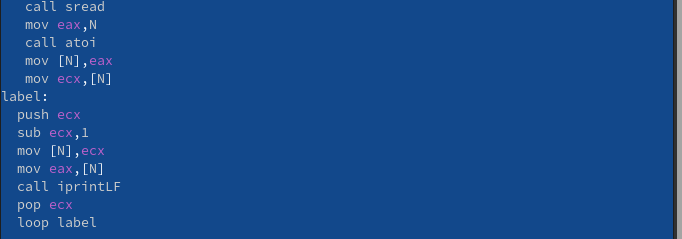 call sread
mov eax,N
call atoi
mov [N],eax
mov ecx,[N]
label:
push ecx
sub ecx,1
mov [N],ecx
mov eax,[N]
call iprintLF
pop ecx
loop label